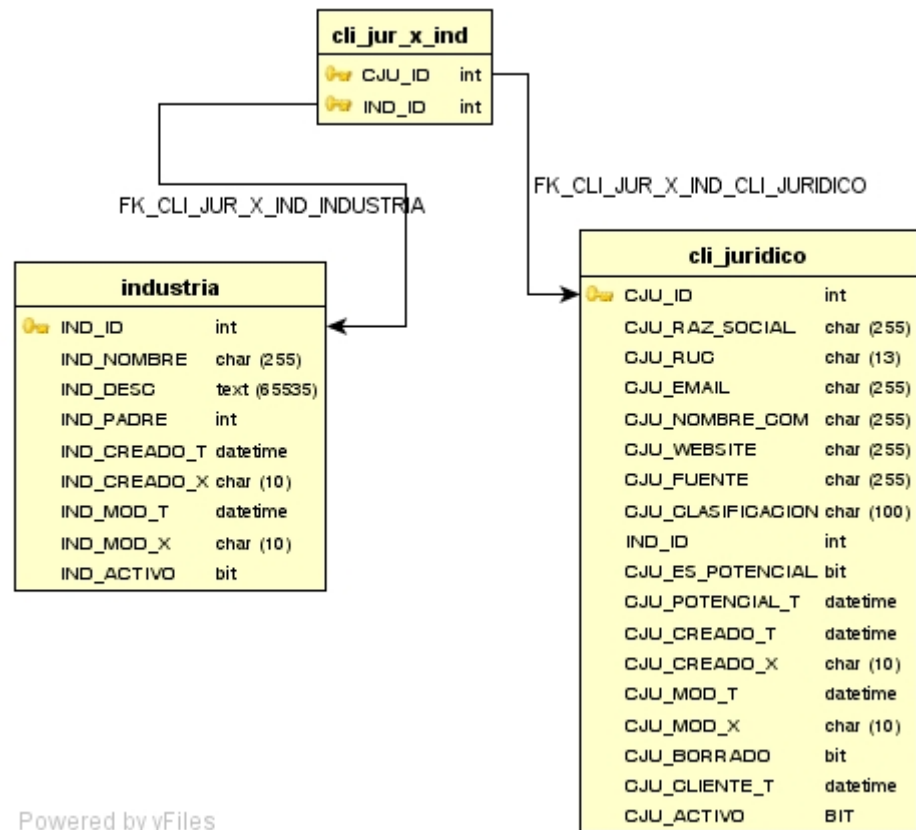 cli_jur_x_ind
CJU_ID int
IND_ID int
FK_CLI_JUR_X_IND_INDUSTRIA
FK_CLI_JUR_X_IND_CLI_JURIDICO
industria
IND_ID int
IND_NOMBRE char (255)
IND_DESC text (65535)
IND_PADRE int
IND_CREADO_T datetime
IND_CREADO_X char (10)
IND_MOD_T datetime
IND_MOD_X char (10)
IND_ACTIVO bit
cli_juridico
CJU_ID int
CJU_RAZ_SOCIAL char (255)
CJU_RUC char (13)
CJU_EMAIL char (255)
CJU_NOMBRE_COM char (255)
CJU_WEBSITE char (255)
CJU_FUENTE char (255)
CJU_CLASIFICACION char (100)
IND_ID int
CJU_ES_POTENCIAL bit
CJU_POTENCIAL_T datetime
CJU_CREADO_T datetime
CJU_CREADO_X char (10)
CJU_MOD_T datetime
CJU_MOD_X char (10)
CJU_BORRADO bit
CJU_CLIENTE_T datetime
CJU_ACTIVO BIT
Powered by yFiles